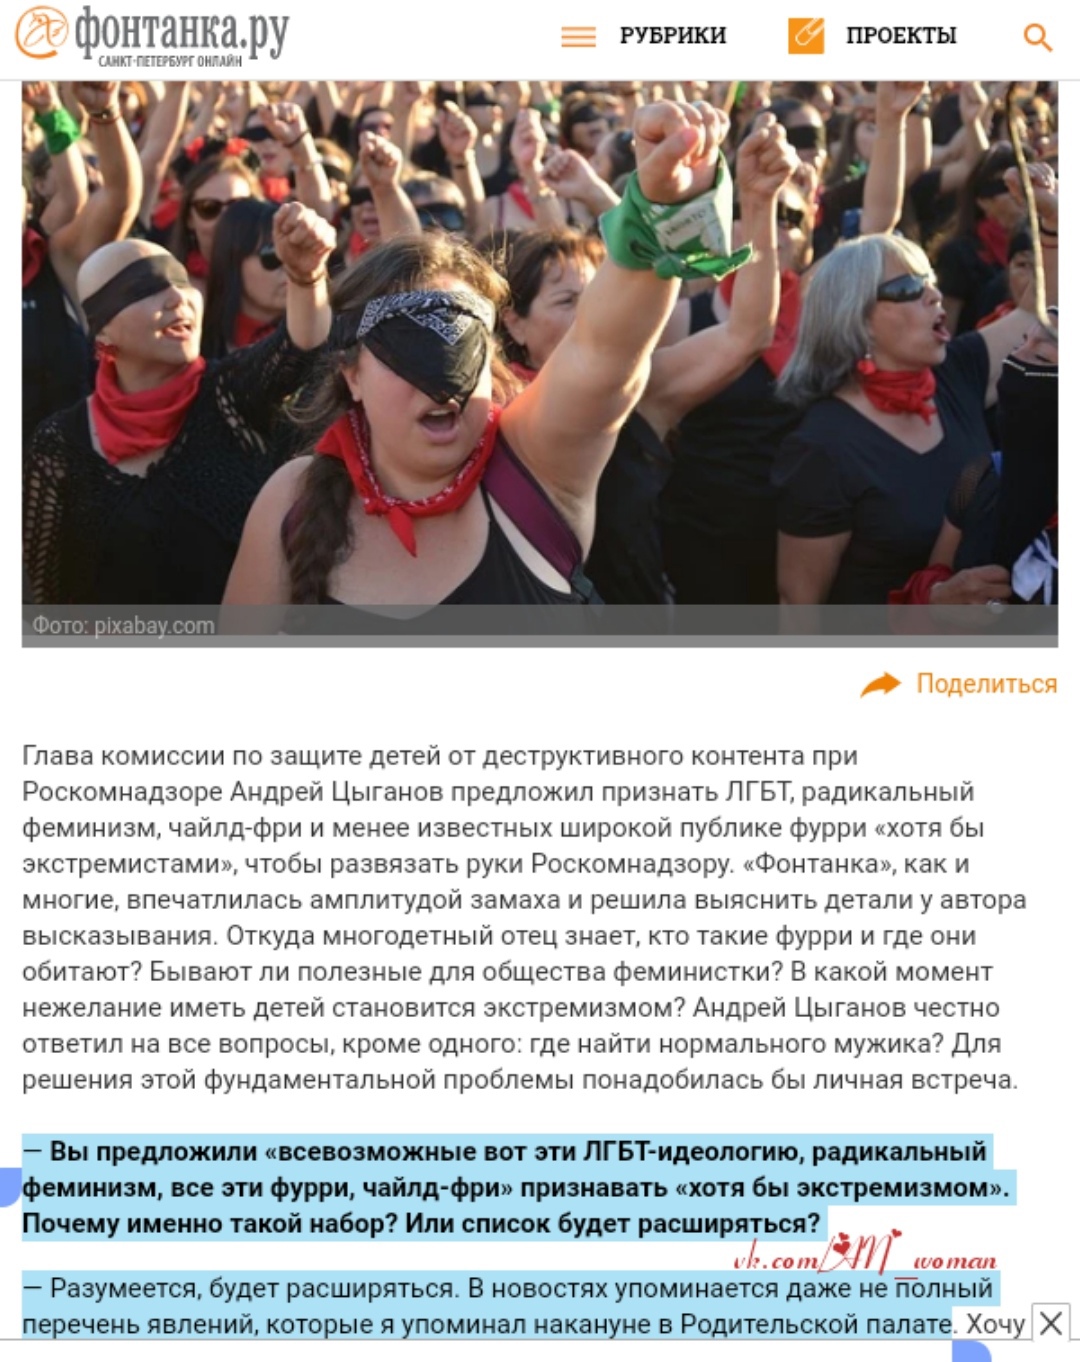 фонтанка.ру
САНКТ-ПЕТЕРБУРГ ОНЛАЙН
РУБРИКИ
ПРОЕКТЫ
Фото: pixabay.com
Поделиться
Глава комиссии по защите детей от деструктивного контента при
Роскомнадзоре Андрей Цыганов предложил признать ЛГБТ, радикальный
феминизм, чайлд-фри и менее известных широкой публике фурри «хотя бы
экстремистами», чтобы развязать руки Роскомнадзору. «Фонтанка», как и
многие, впечатлилась амплитудой замаха и решила выяснить детали у автора
высказывания. Откуда многодетный отец знает, кто такие фурри и где они
обитают? Бывают ли полезные для общества феминистки? В какой момент
нежелание иметь детей становится экстремизмом? Андрей Цыганов честно
ответил на все вопросы, кроме одного: где найти нормального мужика? Для
решения этой фундаментальной проблемы понадобилась бы личная встреча.
— Вы предложили «всевозможные вот эти ЛГБТ-идеологию, радикальный
феминизм, все эти фурри, чайлд-фри» признавать «хотя бы экстремизмом».
Почему именно такой набор? Или список будет расширяться?
vk.com/AM_woman
— Разумеется, будет расширяться. В новостях упоминается даже не полный
перечень явлений, которые я упоминал накануне в Родительской палате. Хочу